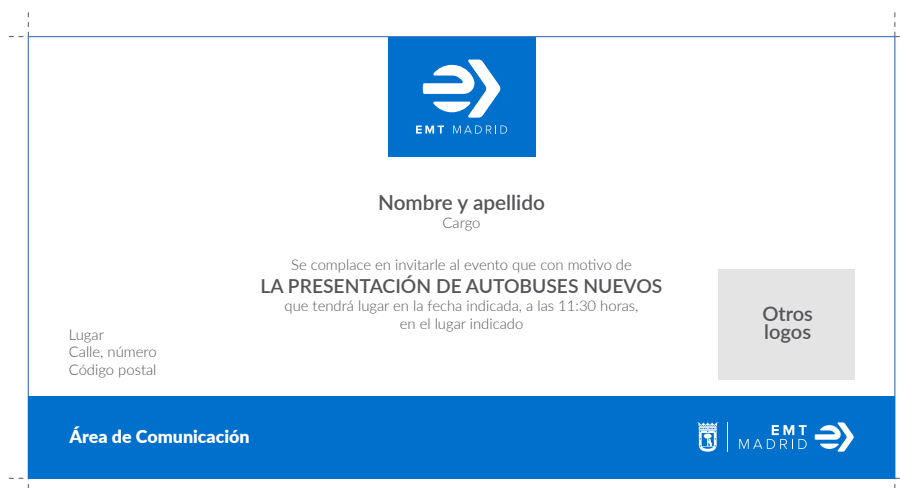 EMT MADRID
Nombre y apellido
Cargo
Se complace en invitarle al evento que con motivo de
LA PRESENTACIÓN DE AUTOBUSES NUEVOS
que tendrá lugar en la fecha indicada, a las 11:30 horas,
en el lugar indicado
Lugar
Calle, número
Código postal
Otros
logos
Área de Comunicación
EMT
MADRID